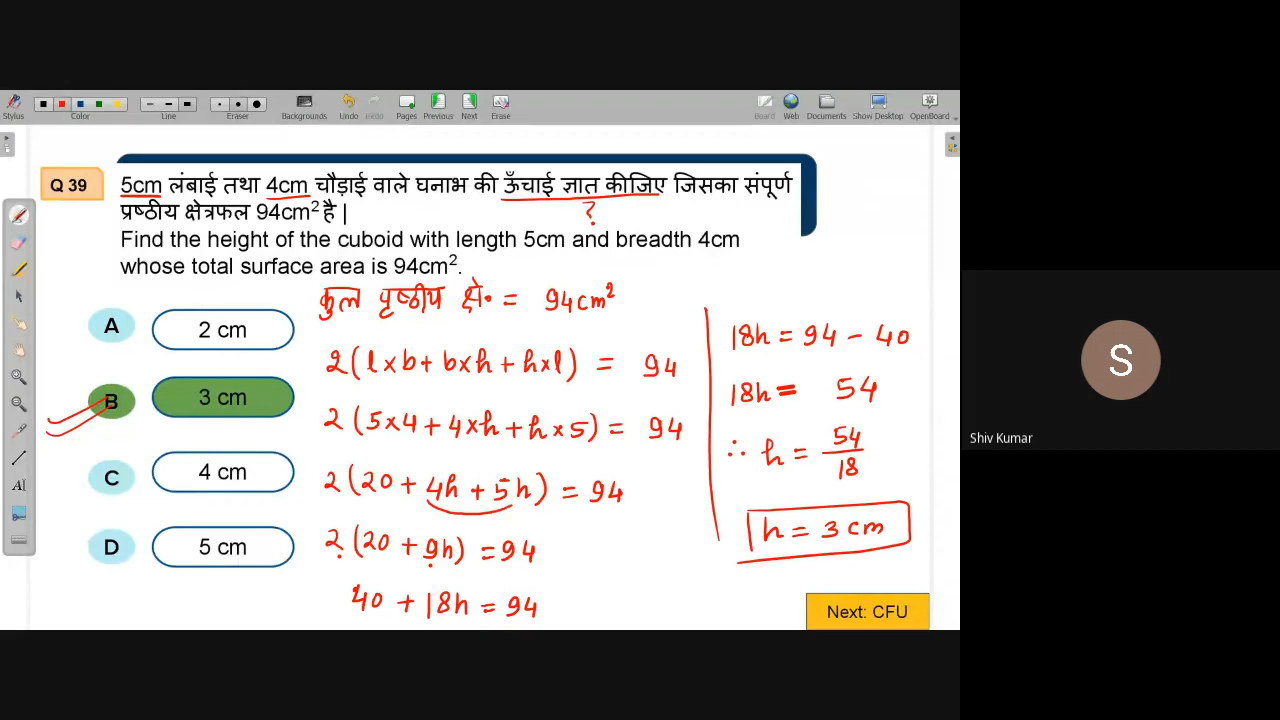 Stylus
Color
Line
Eraser
Backgrounds
Undo
Redo
Pages
Previous
Next
Erase
Board
Web
Documents
Show Desktop
OpenBoard
Q 39
5cm लंबाई तथा 4cm चौड़ाई वाले घनाभ की ऊँचाई ज्ञात कीजिए जिसका संपूर्ण
प्रष्ठीय क्षेत्रफल 94cm² है |
?
Find the height of the cuboid with length 5cm and breadth 4cm
whose total surface area is 94cm².
A
2 cm
B
3 cm
C
4 cm
D
5 cm
कुल पृष्ठीय क्षे॰ = 94cm²
2(l×b+b×h+h×l) = 94
2(5×4+4×h+h×5) = 94
2(20+4h+5h) = 94
2(20+9h) = 94
40+18h = 94
18h = 94-40
18h = 54
∴ h = 54/18
h = 3 cm
Next: CFU
AI
S
Shiv Kumar